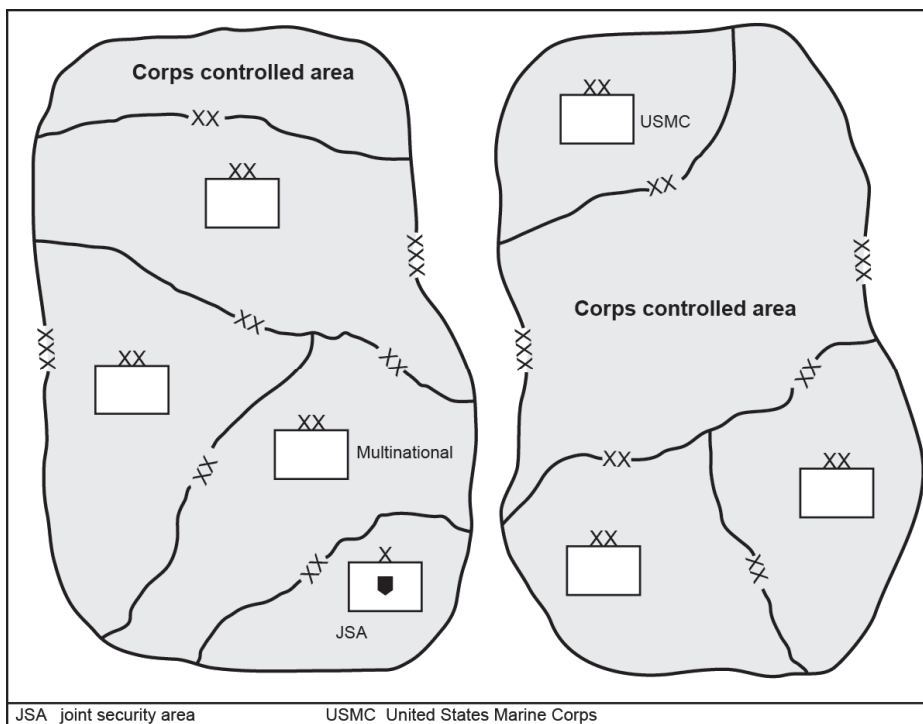 Corps controlled area
XX
XX
XXX
XX
XXX
XX
XX
XX
XX
Multinational
XX
X
JSA
XX
USMC
XX
XXX
Corps controlled area
XXX
XX
XX
XX
XX
XX
JSA joint security area
USMC United States Marine Corps